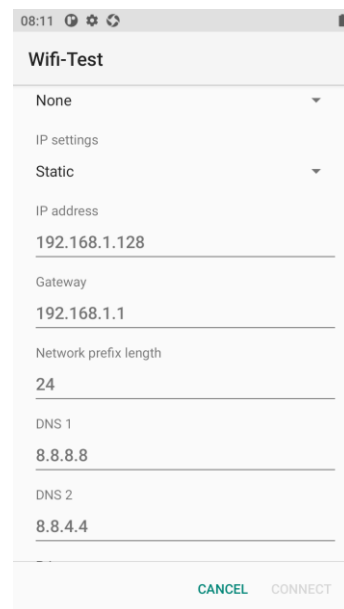 08:11
Wifi-Test
None
IP settings
Static
IP address
192.168.1.128
Gateway
192.168.1.1
Network prefix length
24
DNS 1
8.8.8.8
DNS 2
8.8.4.4
CANCEL CONNECT